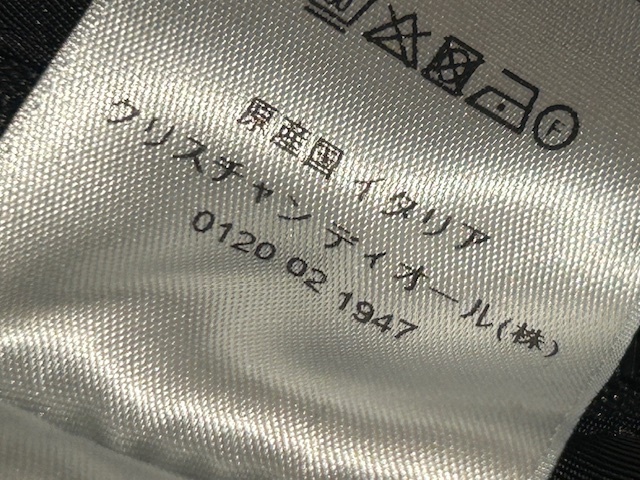 原産国 イタリア
クリスチャン ディオール(株)
0120 02 1947